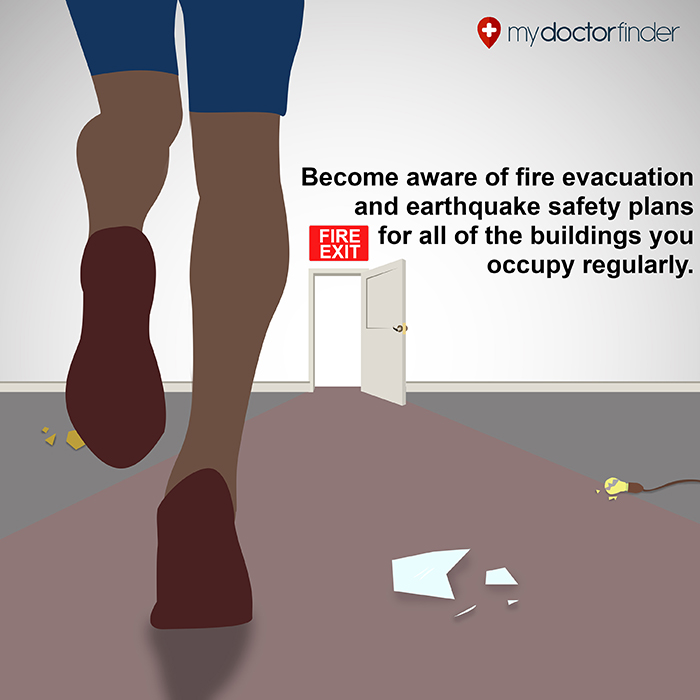 mydoctorfinder
Become aware of fire evacuation
and earthquake safety plans
for all of the buildings you
occupy regularly.
FIRE
EXIT